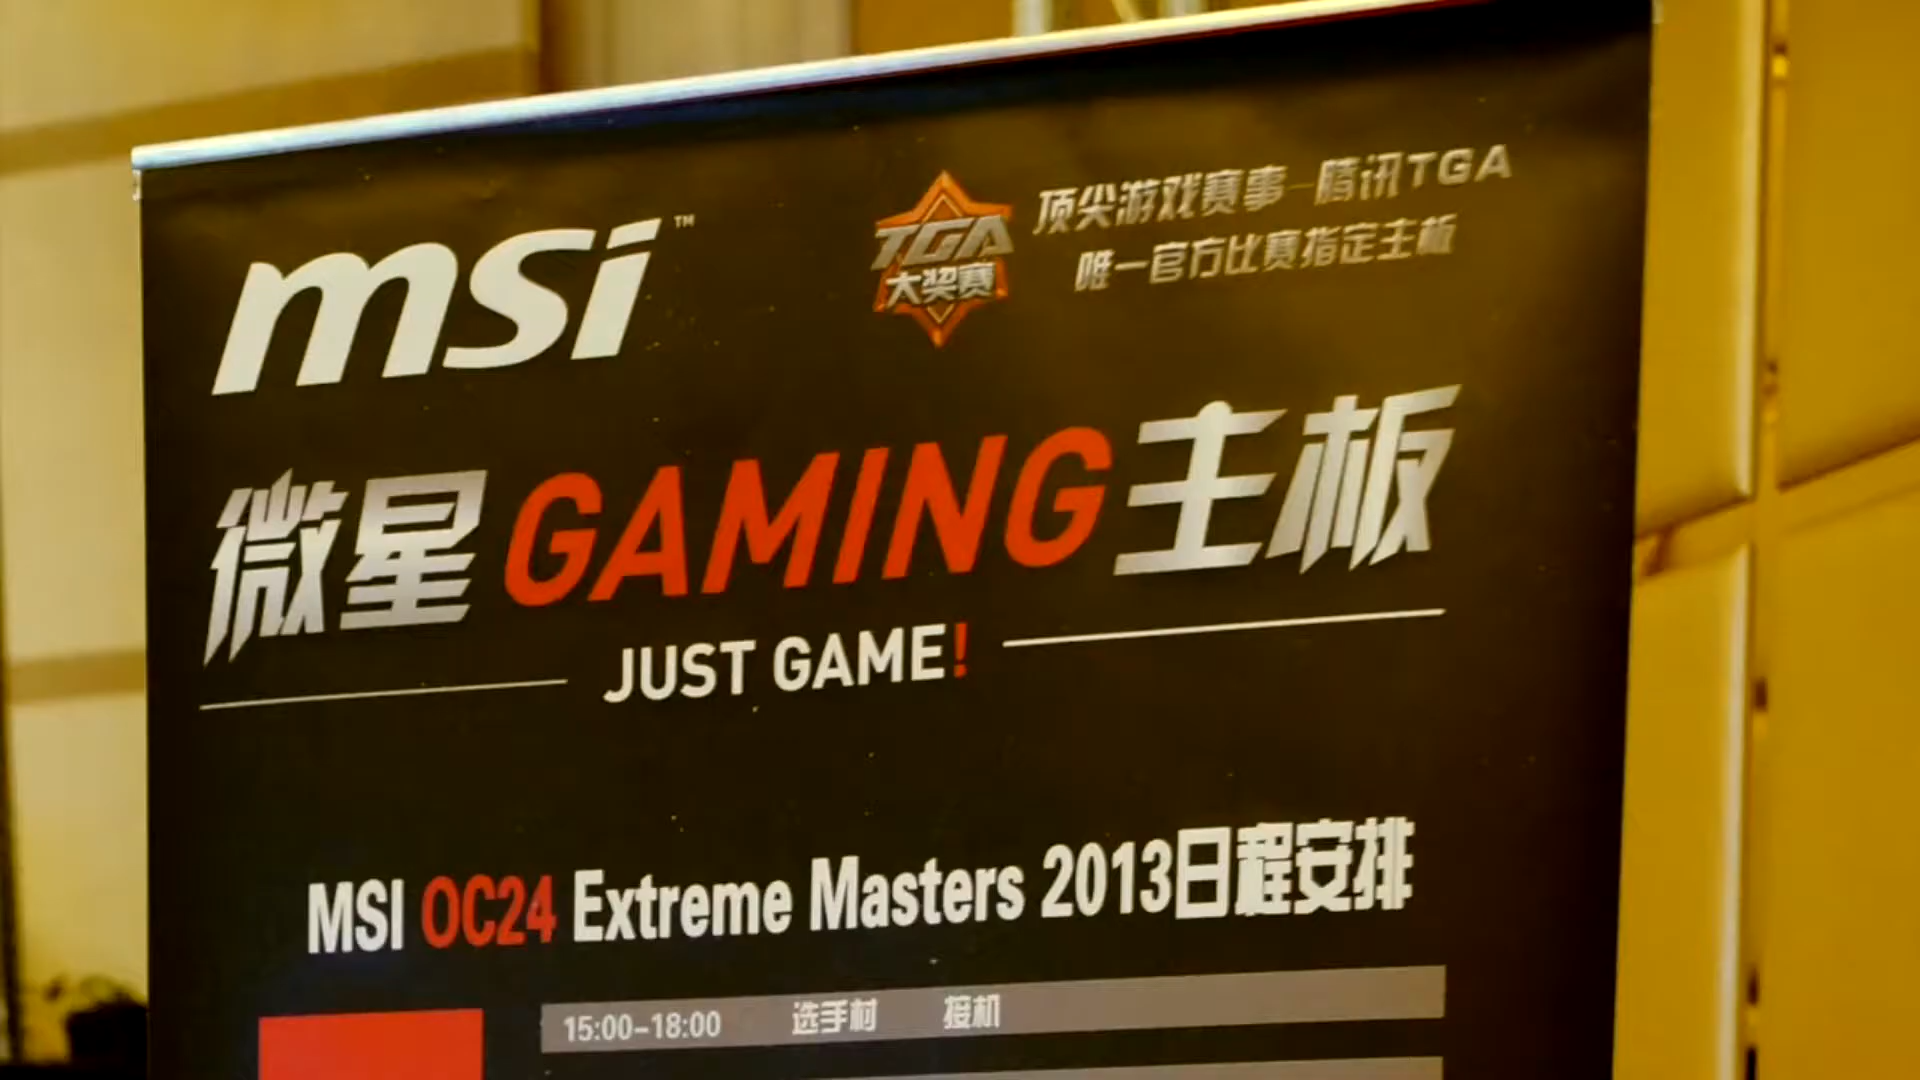 msi™
TGA
大奖赛
顶尖游戏赛事–腾讯TGA
唯一官方比赛指定主板
微星GAMING主板
JUST GAME!
MSI OC24 Extreme Masters 2013日程安排
15:00–18:00 选手村 接机